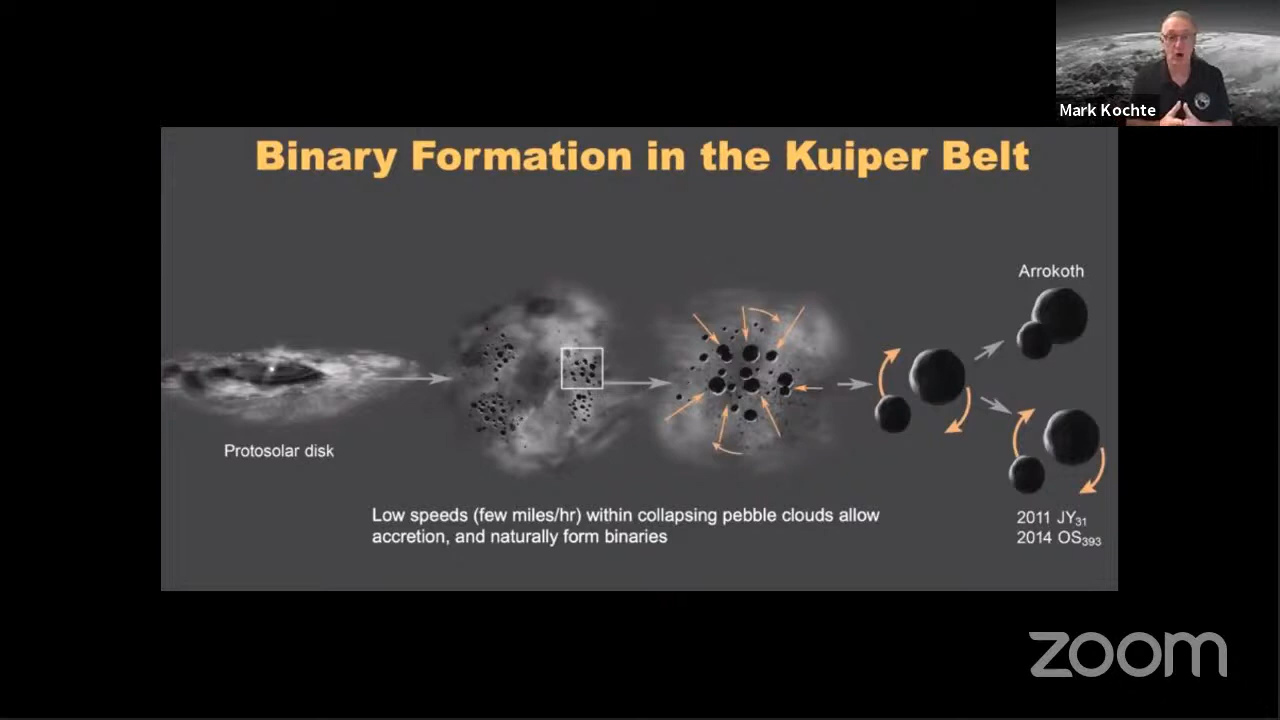 Mark Kochte
Binary Formation in the Kuiper Belt
Arrokoth
Protosolar disk
Low speeds (few miles/hr) within collapsing pebble clouds allow
accretion, and naturally form binaries
2011 JY31
2014 OS393
zoom